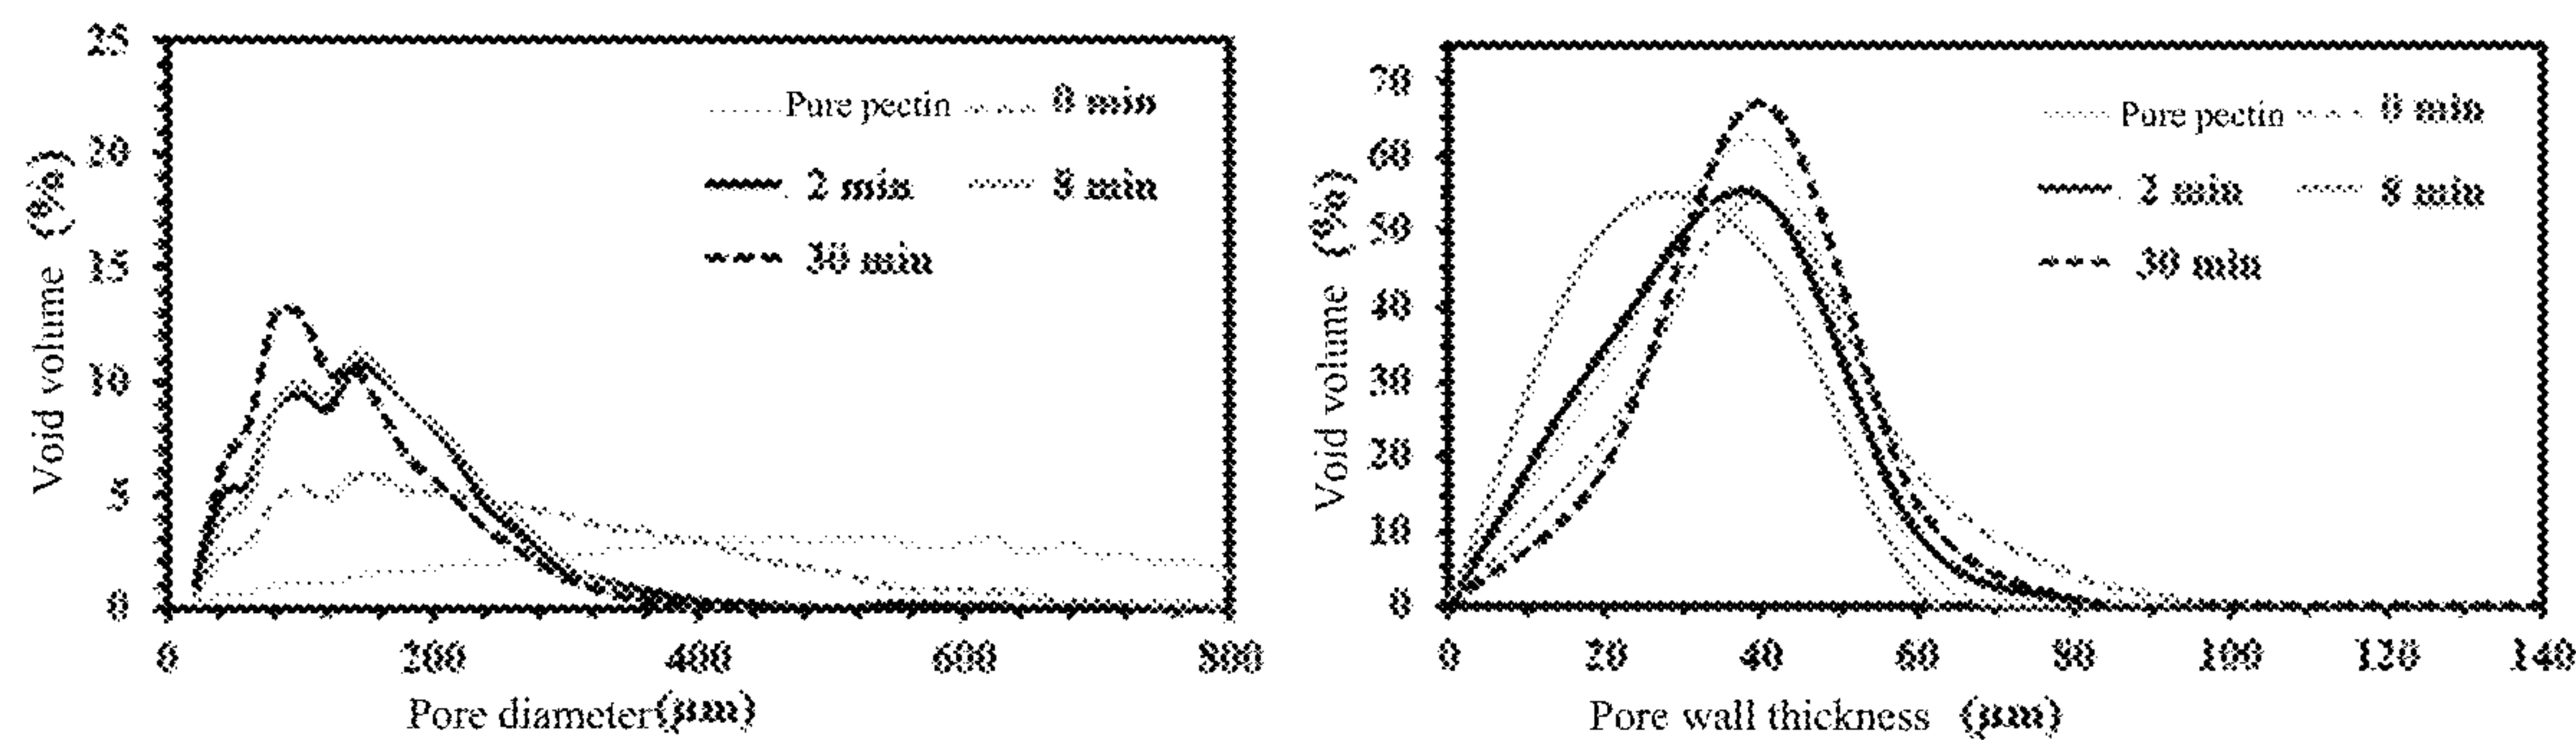 25
20
15
10
5
0
Void volume (%)
Pure pectin 0 min
2 min 8 min
30 min
0 200 400 600 800
Pore diameter(μm)
70
60
50
40
30
20
10
0
Void volume (%)
Pure pectin 0 min
2 min 8 min
30 min
0 20 40 60 80 100 120 140
Pore wall thickness (μm)